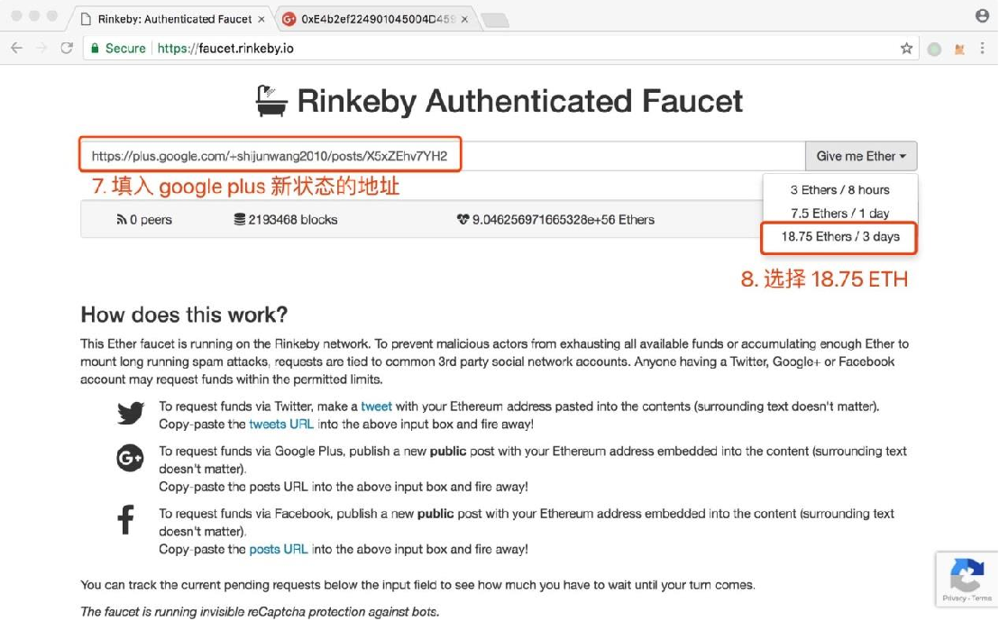 Rinkeby: Authenticated Faucet
0xE4b2ef224901045004D459
Secure https://faucet.rinkeby.io
Rinkeby Authenticated Faucet
https://plus.google.com/+shijunwang2010/posts/X5xZEhv7YH2 Give me Ether
7. 填入 google plus 新状态的地址
3 Ethers / 8 hours
7.5 Ethers / 1 day
18.75 Ethers / 3 days
0 peers 2193468 blocks 9.046256971665328e+56 Ethers
8. 选择 18.75 ETH
How does this work?
This Ether faucet is running on the Rinkeby network. To prevent malicious actors from exhausting all available funds or accumulating enough Ether to
mount long running spam attacks, requests are tied to common 3rd party social network accounts. Anyone having a Twitter, Google+ or Facebook
account may request funds within the permitted limits.
To request funds via Twitter, make a tweet with your Ethereum address pasted into the contents (surrounding text doesn't matter).
Copy-paste the tweets URL into the above input box and fire away!
G+
To request funds via Google Plus, publish a new public post with your Ethereum address embedded into the content (surrounding text
doesn't matter).
Copy-paste the posts URL into the above input box and fire away!
To request funds via Facebook, publish a new public post with your Ethereum address embedded into the content (surrounding text
doesn't matter).
Copy-paste the posts URL into the above input box and fire away!
You can track the current pending requests below the input field to see how much you have to wait until your turn comes.
The faucet is running invisible reCaptcha protection against bots.
Privacy - Terms